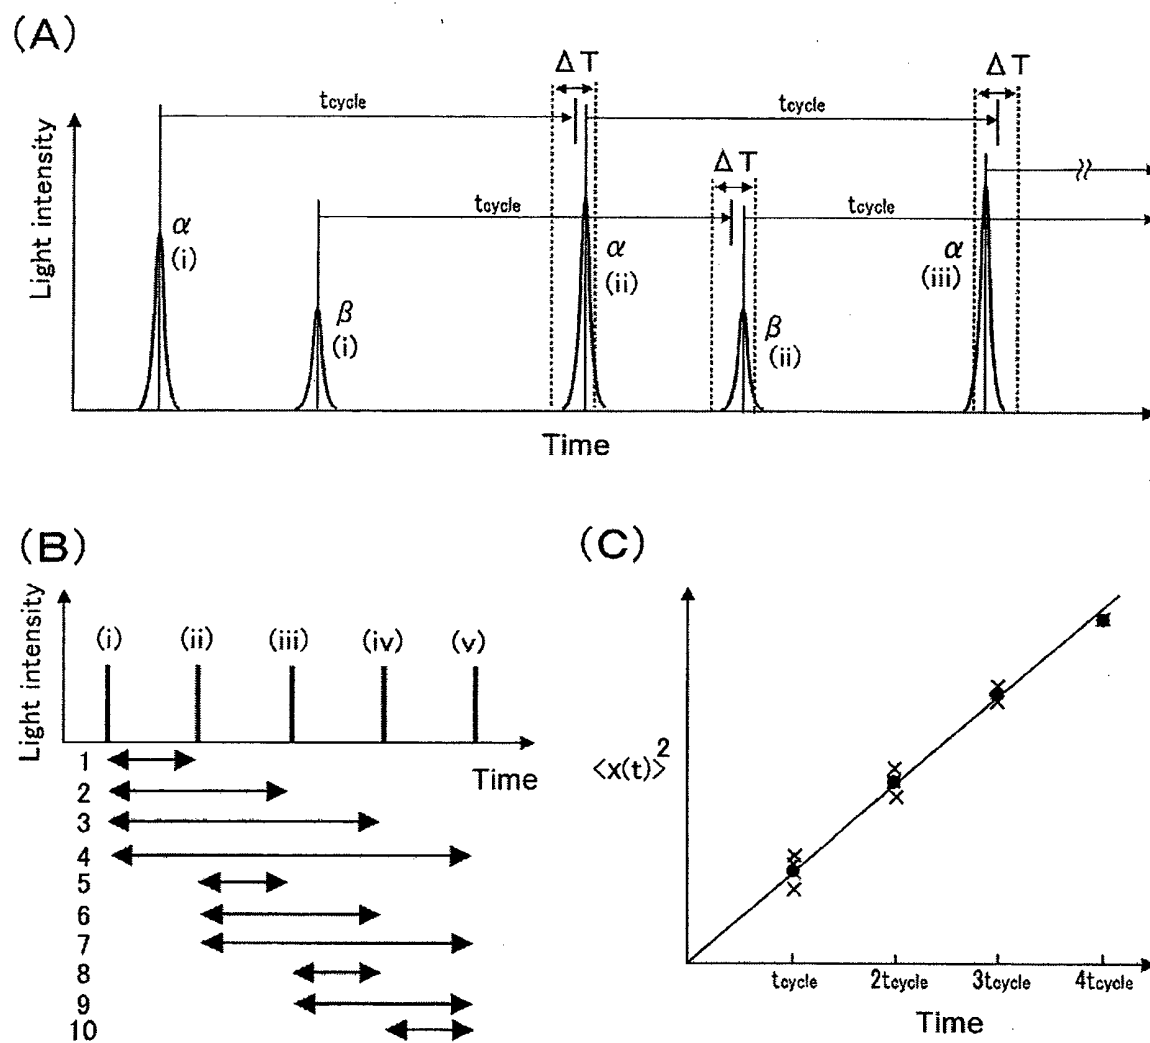 (A)
ΔT
ΔT
tcycle
tcycle
ΔT
tcycle
tcycle
Light intensity
α
(i)
β
(i)
α
(ii)
β
(ii)
α
(iii)
Time
(B)
Light intensity
(i) (ii) (iii) (iv) (v)
Time
1
2
3
4
5
6
7
8
9
10
(C)
<x(t)>²
tcycle 2tcycle 3tcycle 4tcycle
Time